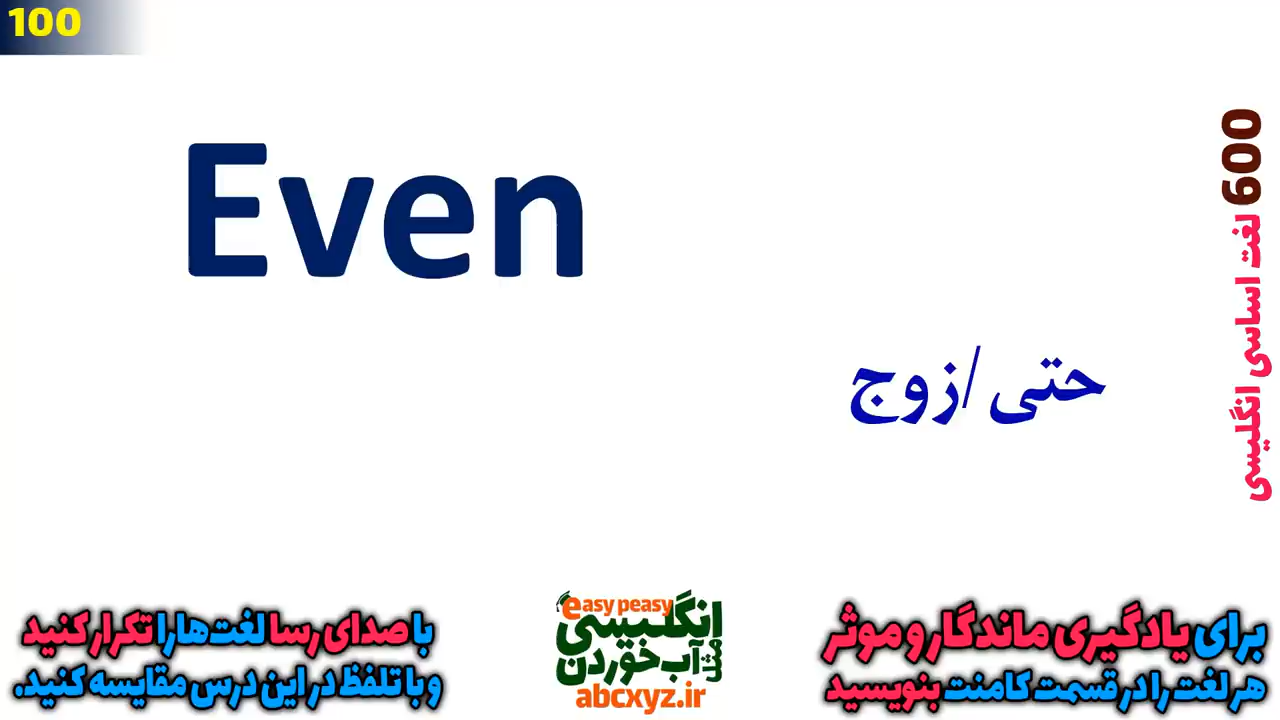 100
Even
حتی / زوج
600 لغت اساسی انگلیسی
برای یادگیری ماندگار و موثر
هر لغت را در قسمت کامنت بنویسید
easy peasy
انگلیسی
مثل آب خوردن
abcxyz.ir
با صدای رسا لغت‌ها را تکرار کنید
و با تلفظ در این درس مقایسه کنید.